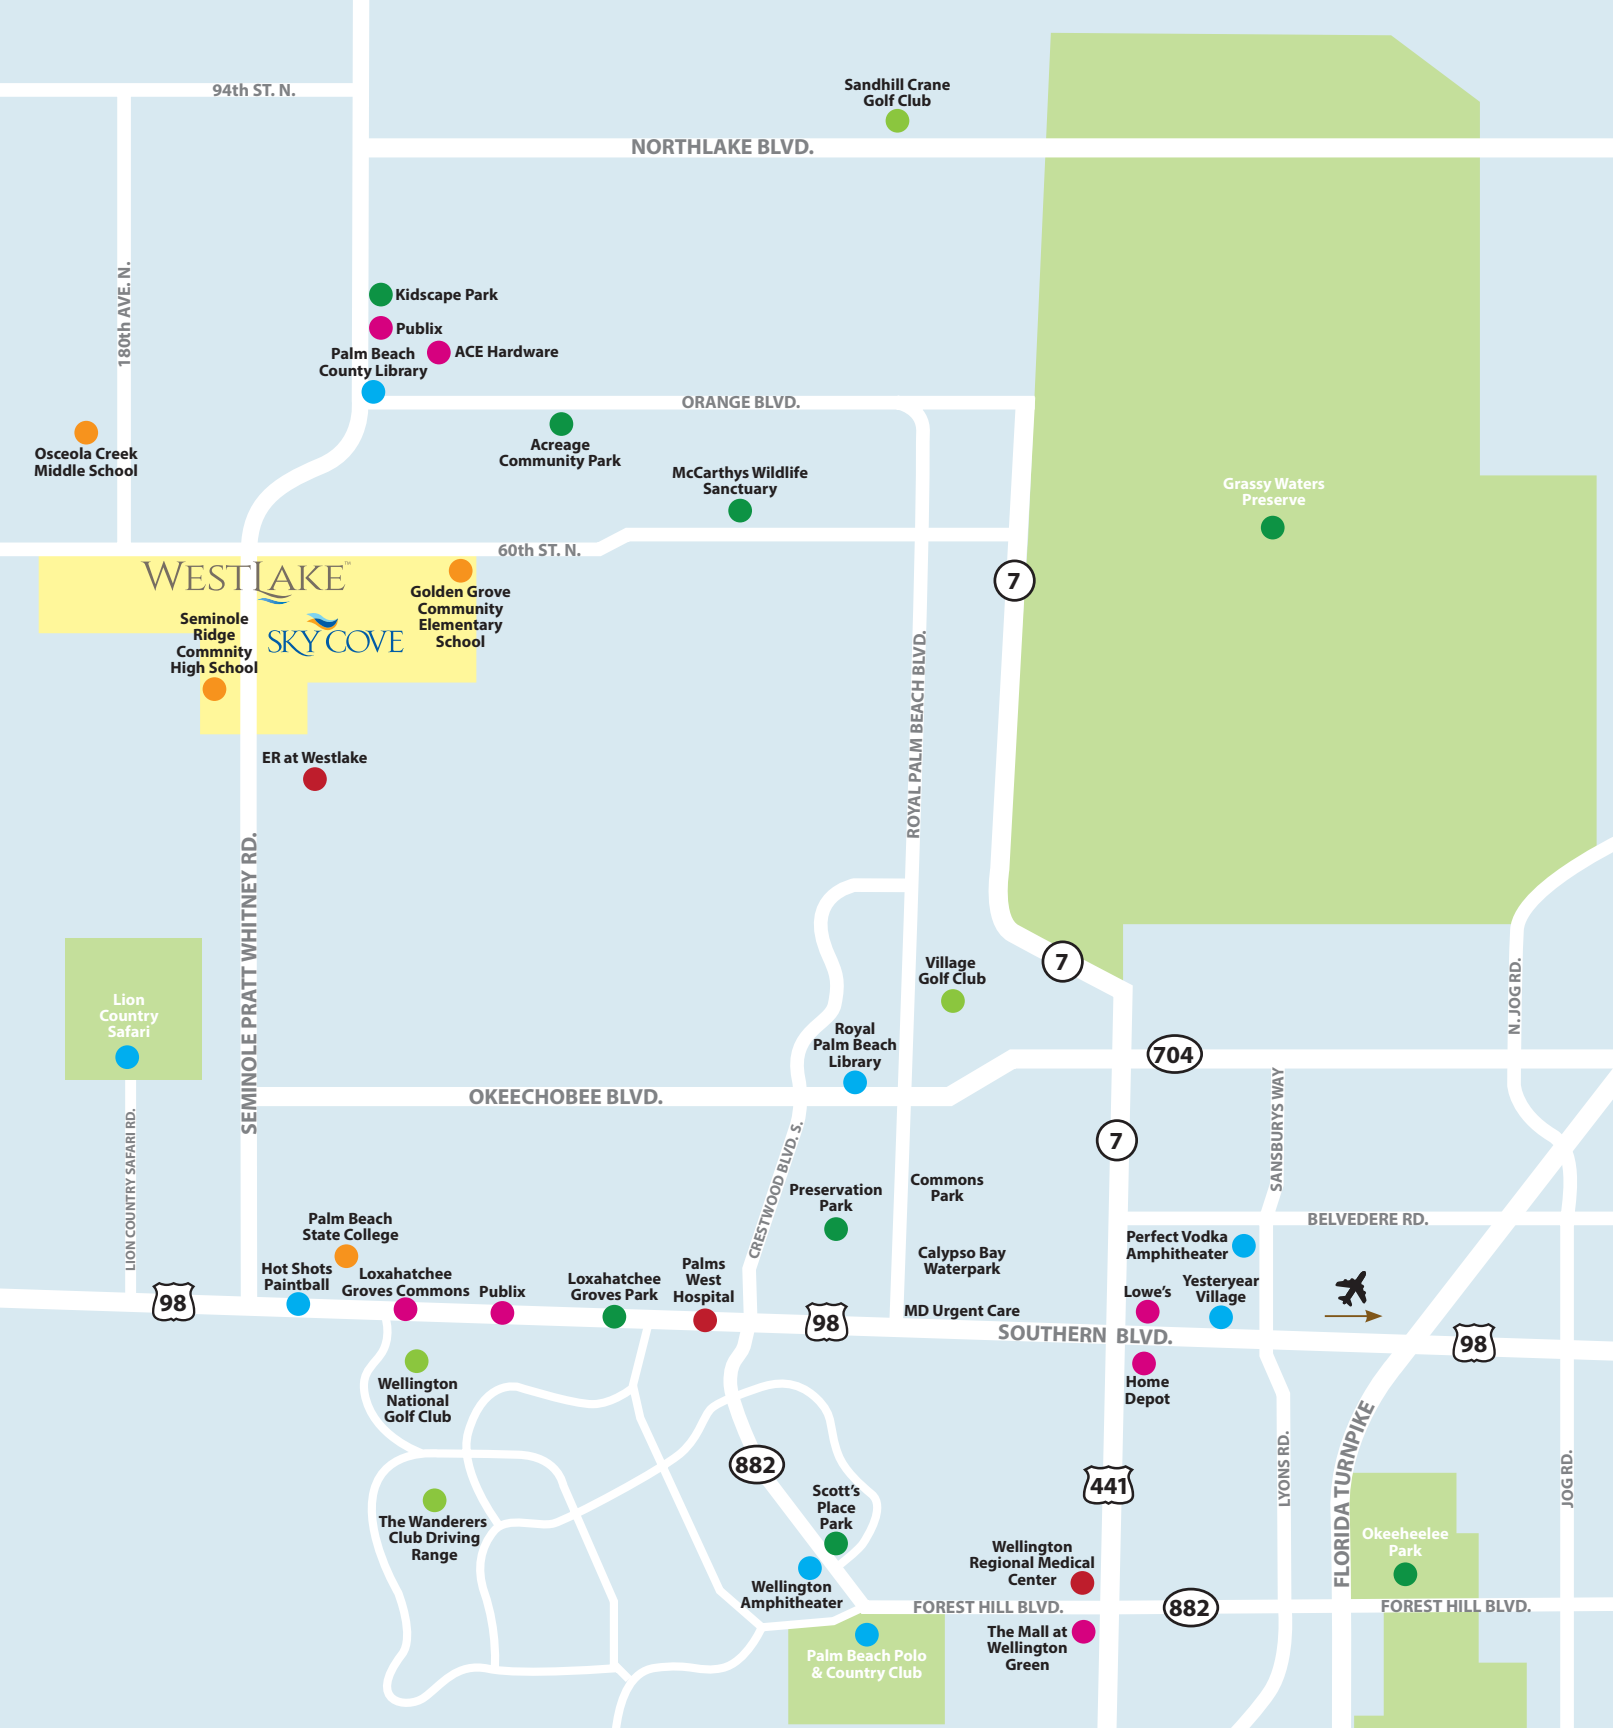 Sandhill Crane
Golf Club
94th ST. N.
NORTHLAKE BLVD.
180th AVE. N.
Kidscape Park
Publix
ACE Hardware
Palm Beach
County Library
ORANGE BLVD.
Osceola Creek
Middle School
Acreage
Community Park
McCarthys Wildlife
Sanctuary
Grassy Waters
Preserve
60th ST. N.
WESTLAKE™
7
Golden Grove
Community
Elementary
School
Seminole
Ridge
Commnity
High School
SKY COVE
ROYAL PALM BEACH BLVD.
ER at Westlake
SEMINOLE PRATT WHITNEY RD.
7
Village
Golf Club
N. JOG RD.
Lion
Country
Safari
Royal
Palm Beach
Library
704
OKEECHOBEE BLVD.
SANSBURYS WAY
LION COUNTRY SAFARI RD.
CRESTWOOD BLVD. S.
7
Preservation
Park
Commons
Park
Palm Beach
State College
BELVEDERE RD.
Perfect Vodka
Amphitheater
Calypso Bay
Waterpark
Hot Shots
Paintball
Loxahatchee
Groves Commons
Publix
Loxahatchee
Groves Park
Palms
West
Hospital
Lowe's
Yesteryear
Village
98
98
MD Urgent Care
SOUTHERN BLVD.
98
Wellington
National
Golf Club
Home
Depot
FLORIDA TURNPIKE
LYONS RD.
JOG RD.
882
441
Scott's
Place
Park
The Wanderers
Club Driving
Range
Okeeheelee
Park
Wellington
Regional Medical
Center
Wellington
Amphitheater
FOREST HILL BLVD.
882
FOREST HILL BLVD.
The Mall at
Wellington
Green
Palm Beach Polo
& Country Club